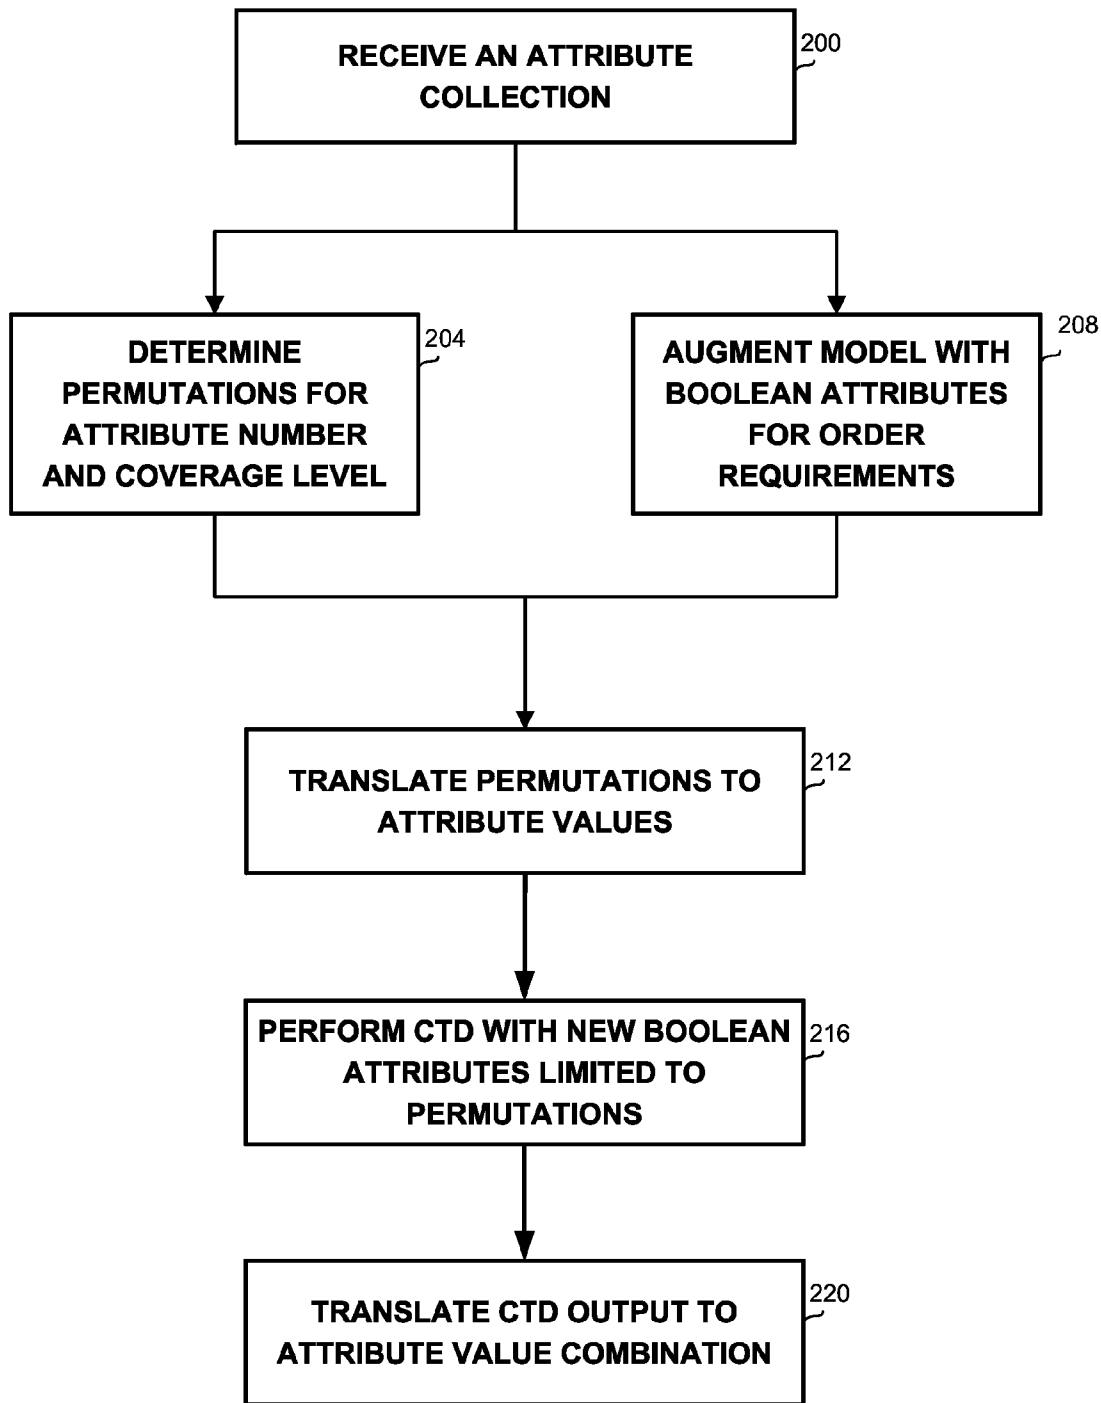 RECEIVE AN ATTRIBUTE
COLLECTION
200
DETERMINE
PERMUTATIONS FOR
ATTRIBUTE NUMBER
AND COVERAGE LEVEL
204
AUGMENT MODEL WITH
BOOLEAN ATTRIBUTES
FOR ORDER
REQUIREMENTS
208
TRANSLATE PERMUTATIONS TO
ATTRIBUTE VALUES
212
PERFORM CTD WITH NEW BOOLEAN
ATTRIBUTES LIMITED TO
PERMUTATIONS
216
TRANSLATE CTD OUTPUT TO
ATTRIBUTE VALUE COMBINATION
220